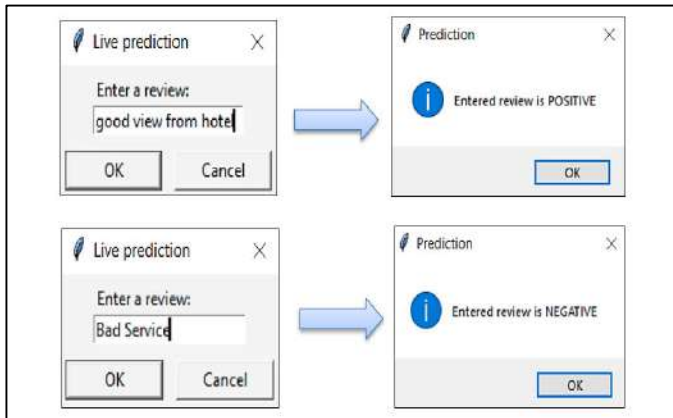 Live prediction
Enter a review:
good view from hotel
OK Cancel
Prediction
Entered review is POSITIVE
OK
Live prediction
Enter a review:
Bad Service
OK Cancel
Prediction
Entered review is NEGATIVE
OK